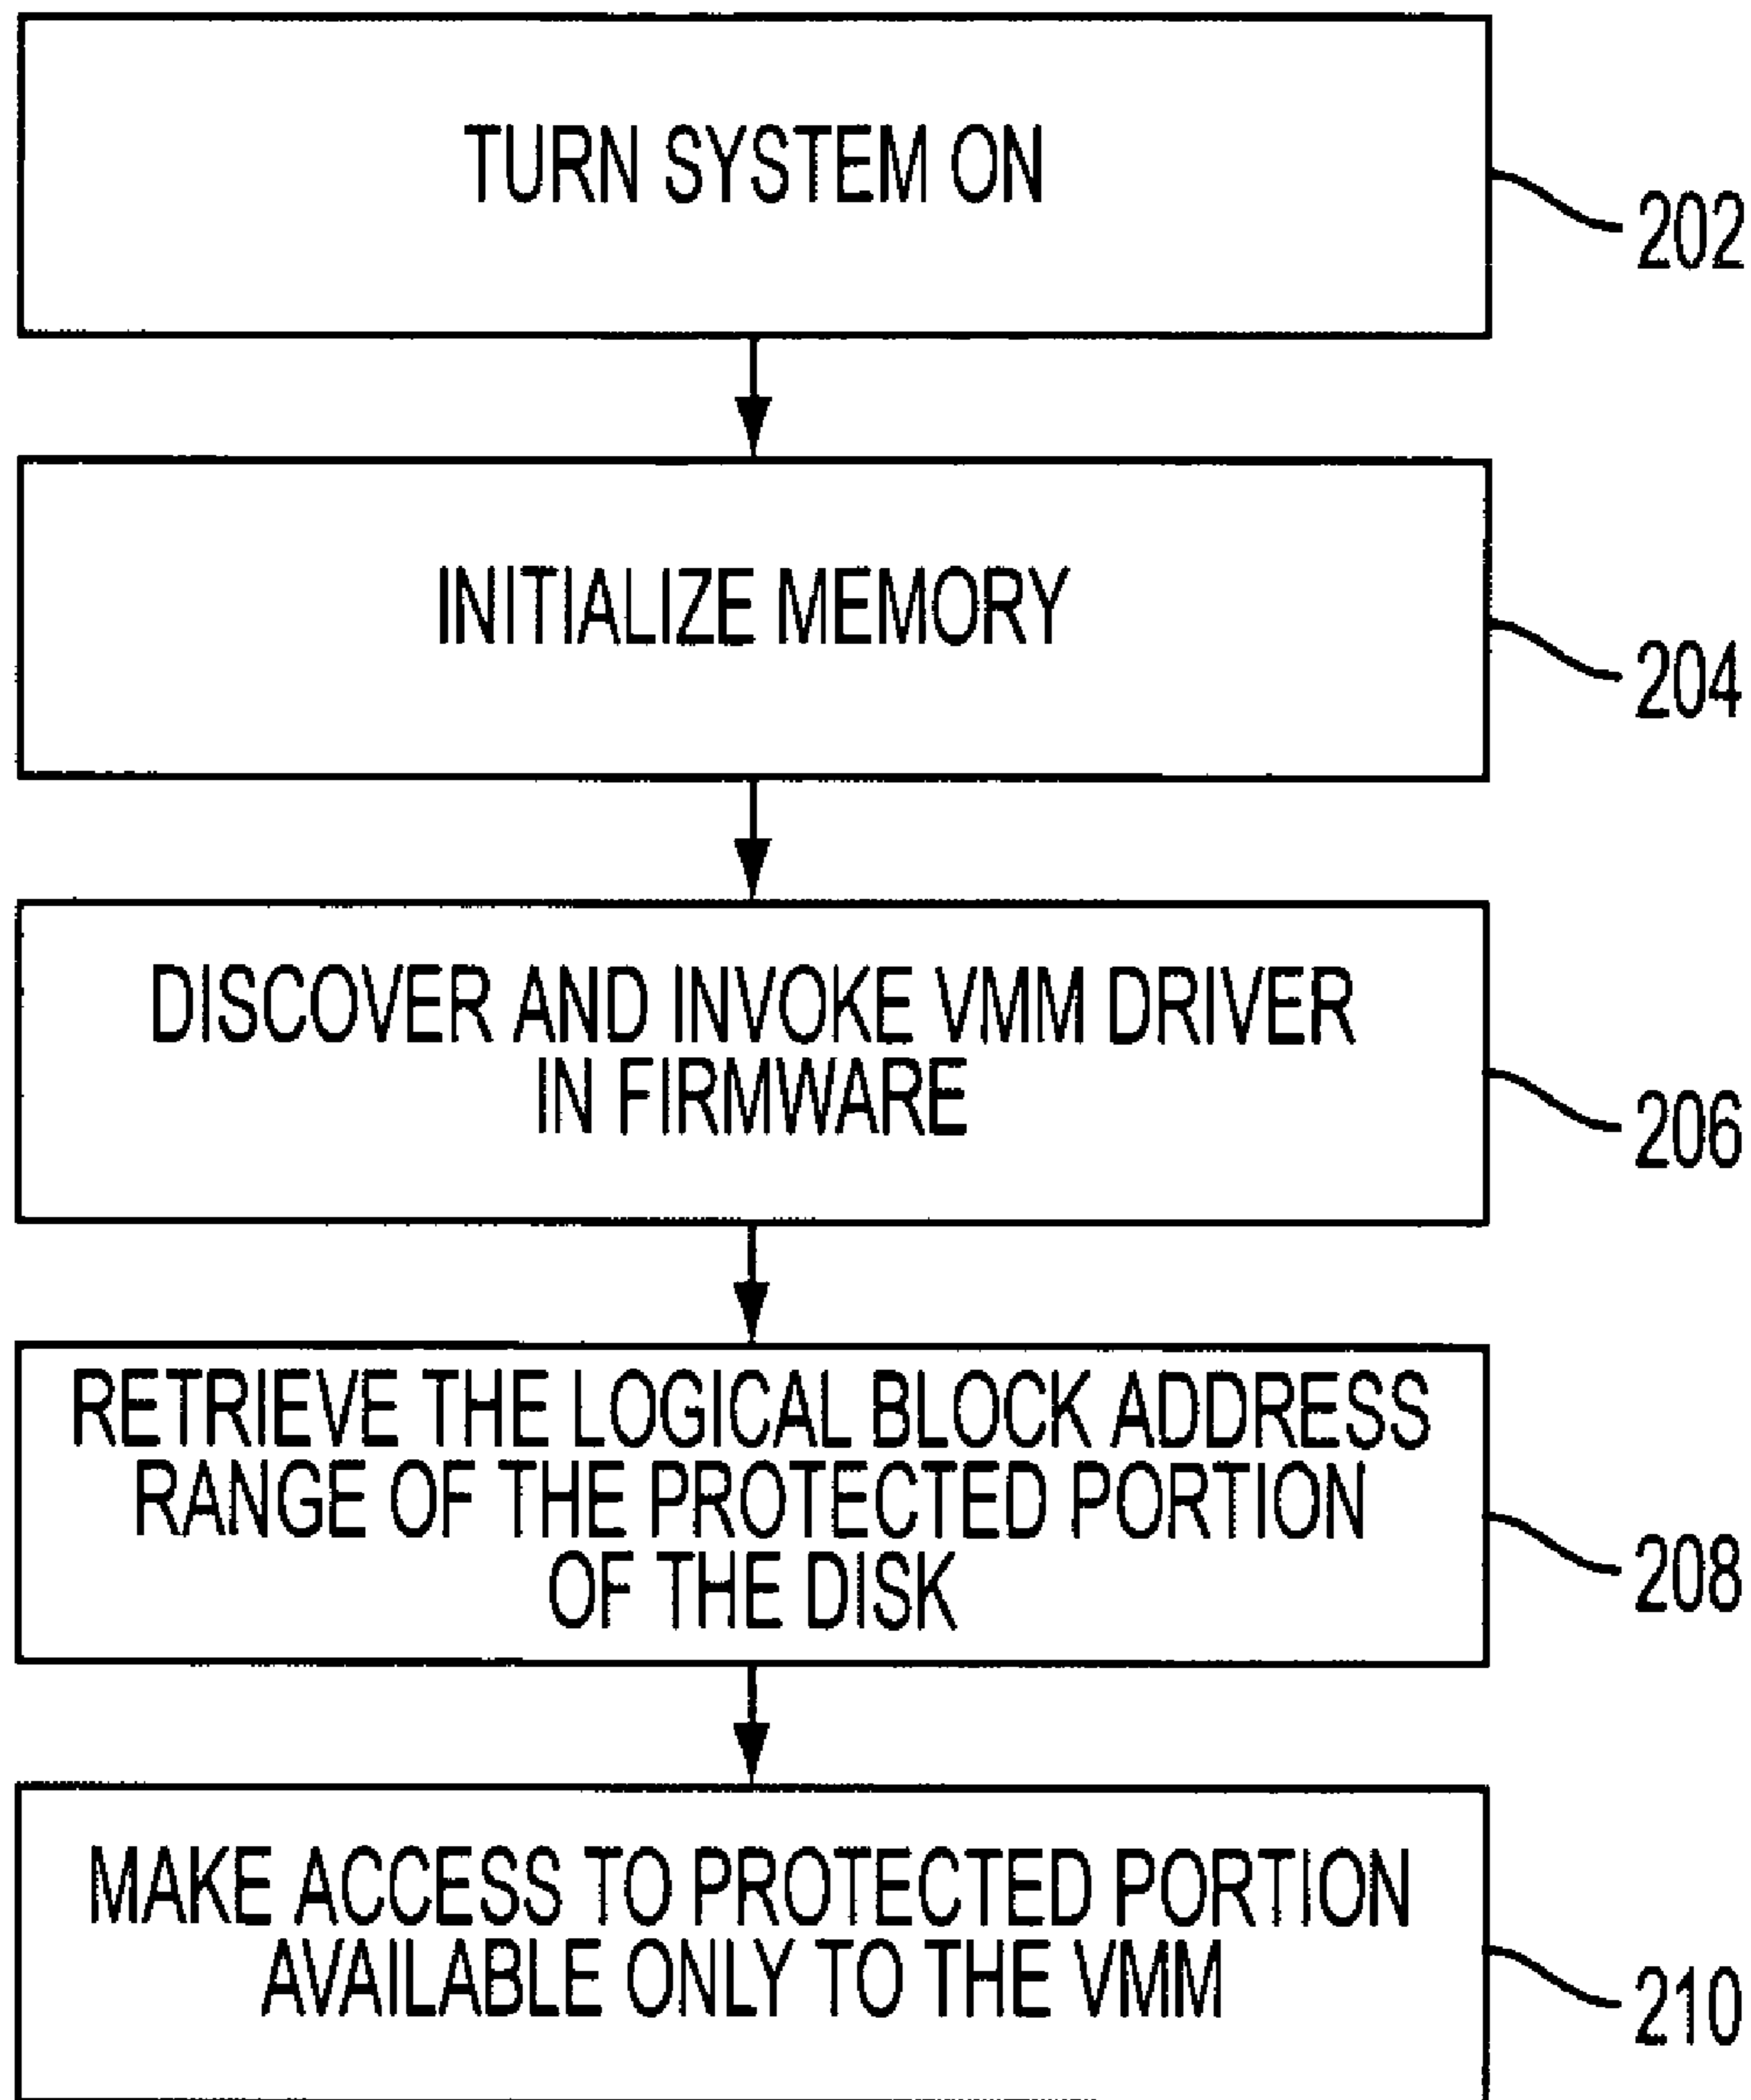 TURN SYSTEM ON
202
INITIALIZE MEMORY
204
DISCOVER AND INVOKE VMM DRIVER
IN FIRMWARE
206
RETRIEVE THE LOGICAL BLOCK ADDRESS
RANGE OF THE PROTECTED PORTION
OF THE DISK
208
MAKE ACCESS TO PROTECTED PORTION
AVAILABLE ONLY TO THE VMM
210